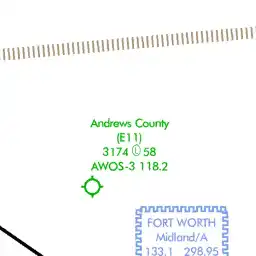 Andrews County
(E11)
3174 Ⓛ 58
AWOS-3 118.2
FORT WORTH
Midland/A
133.1 298.95